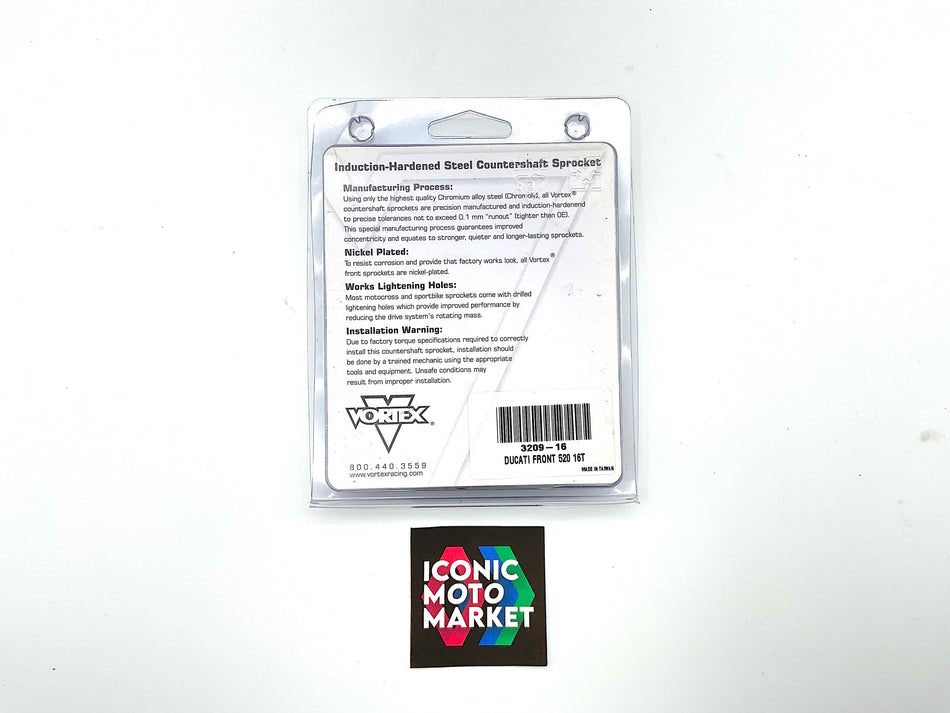 Induction-Hardened Steel Countershaft Sprocket
Manufacturing Process:
Using only the highest quality Chromium alloy steel (Chromoly), all Vortex®
countershaft sprockets are precision manufactured and induction-hardenend
to precise tolerances not to exceed 0.1 mm "runout" (tighter than OE).
This special manufacturing process guarantees improved
concentricity and equates to stronger, quieter and longer-lasting sprockets.
Nickel Plated:
To resist corrosion and provide that factory works look, all Vortex®
front sprockets are nickel-plated.
Works Lightening Holes:
Most motocross and sportbike sprockets come with drilled
lightening holes which provide improved performance by
reducing the drive system's rotating mass.
Installation Warning:
Due to factory torque specifications required to correctly
install this countershaft sprocket, installation should
be done by a trained mechanic using the appropriate
tools and equipment. Unsafe conditions may
result from improper installation.
VORTEX®
800.440.3559
www.vortexracing.com
3209-16
DUCATI FRONT 520 16T
MADE IN TAIWAN
ICONIC
MOTO
MARKET